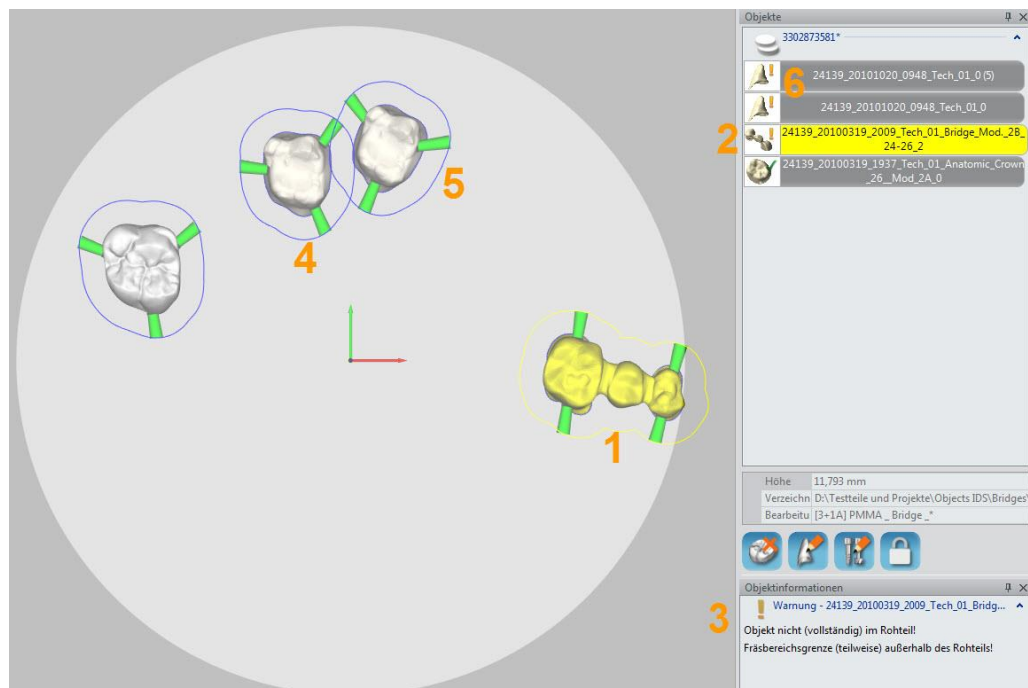 Objekte
3302873581*
24139_20101020_0948_Tech_01_0 (5)
6
24139_20101020_0948_Tech_01_0
2
24139_20100319_2009_Tech_01_Bridge_Mod._2B_
24-26_2
24139_20100319_1937_Tech_01_Anatomic_Crown
_26__Mod_2A_0
5
4
1
Höhe 11,793 mm
Verzeichn D:\Testteile und Projekte\Objects IDS\Bridges\
Bearbeitu [3+1A] PMMA _ Bridge _*
Objektinformationen
3
Warnung - 24139_20100319_2009_Tech_01_Bridg...
Objekt nicht (vollständig) im Rohteil!
Fräsbereichsgrenze (teilweise) außerhalb des Rohteils!